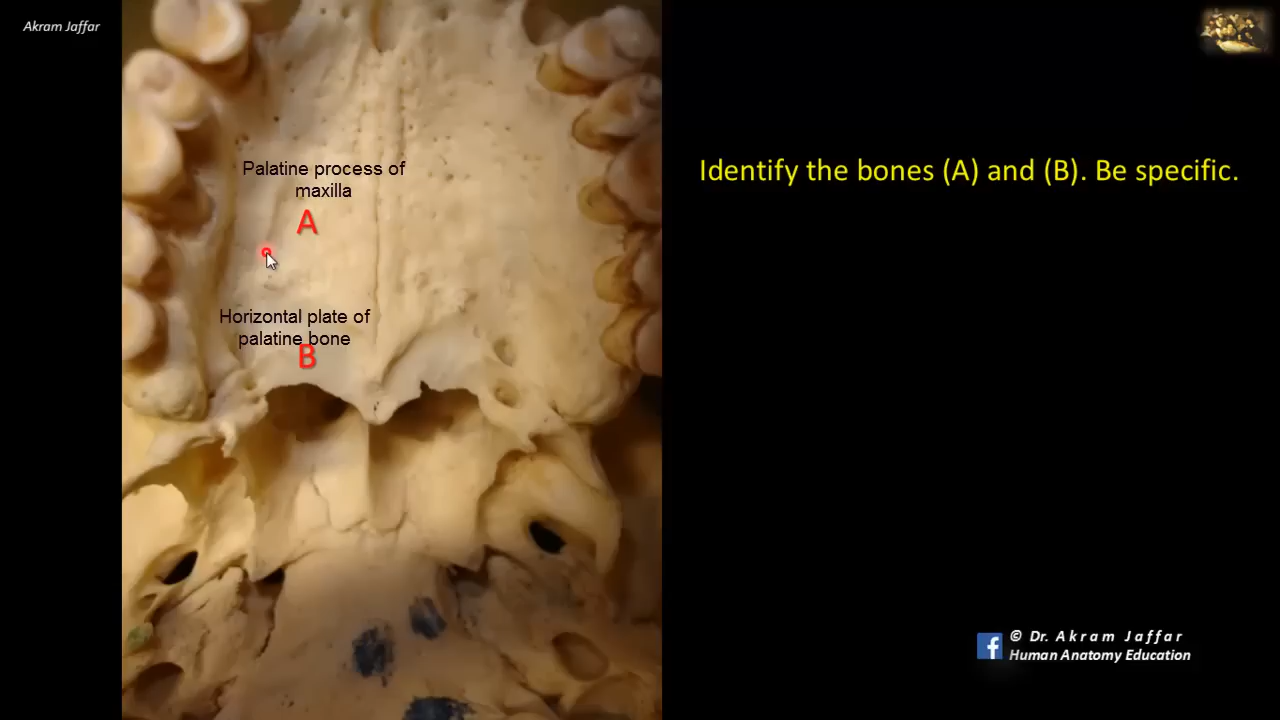 Akram Jaffar
Identify the bones (A) and (B). Be specific.
Palatine process of
maxilla
A
Horizontal plate of
palatine bone
B
© Dr. Akram Jaffar
Human Anatomy Education